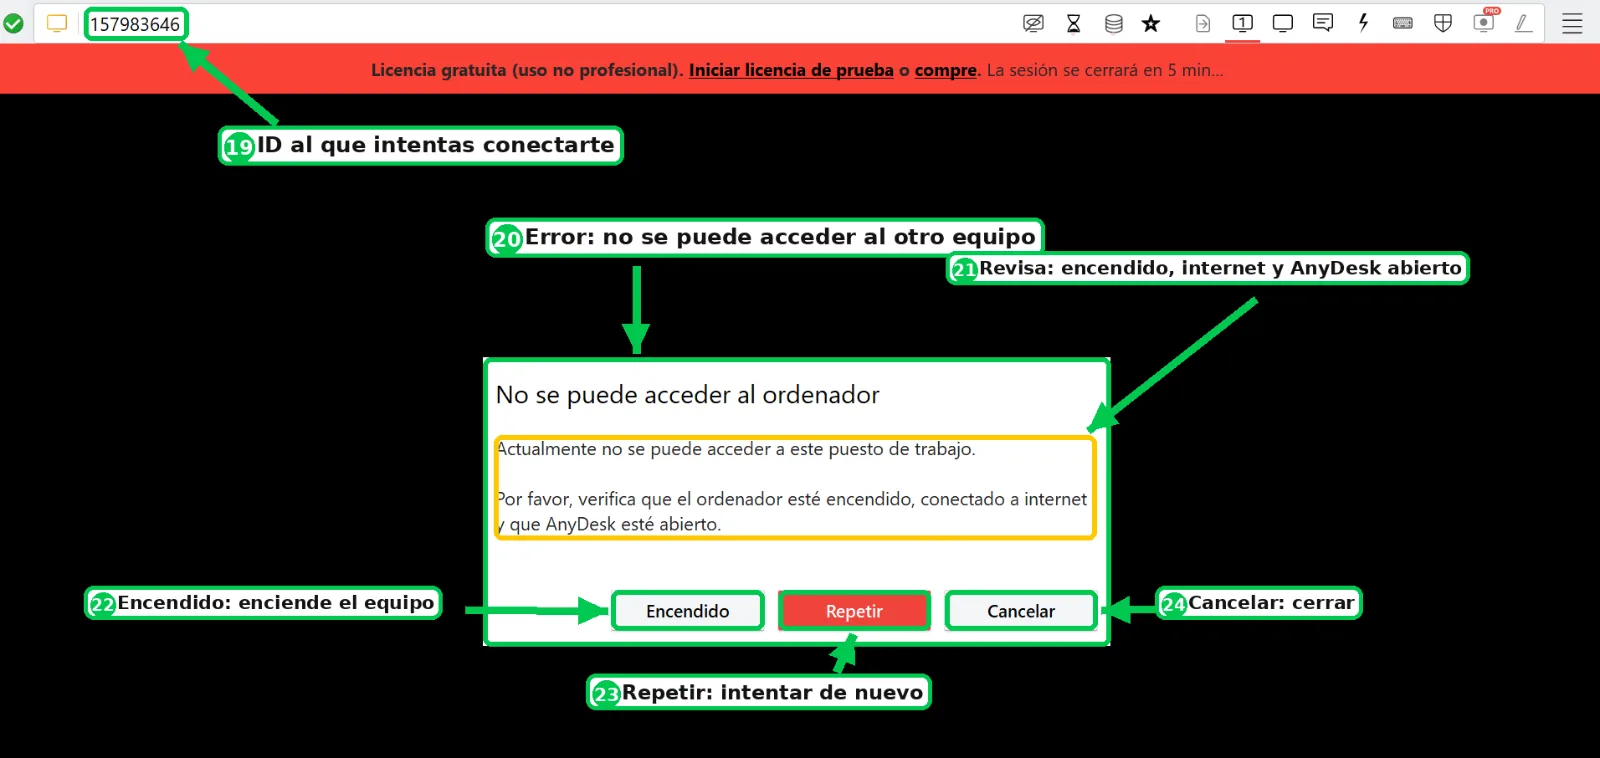 157983646
1
PRO
Licencia gratuita (uso no profesional). Iniciar licencia de prueba o compre. La sesión se cerrará en 5 min...
19 ID al que intentas conectarte
20 Error: no se puede acceder al otro equipo
21 Revisa: encendido, internet y AnyDesk abierto
No se puede acceder al ordenador
Actualmente no se puede acceder a este puesto de trabajo.
Por favor, verifica que el ordenador esté encendido, conectado a internet
y que AnyDesk esté abierto.
22 Encendido: enciende el equipo
Encendido
Repetir
Cancelar
24 Cancelar: cerrar
23 Repetir: intentar de nuevo